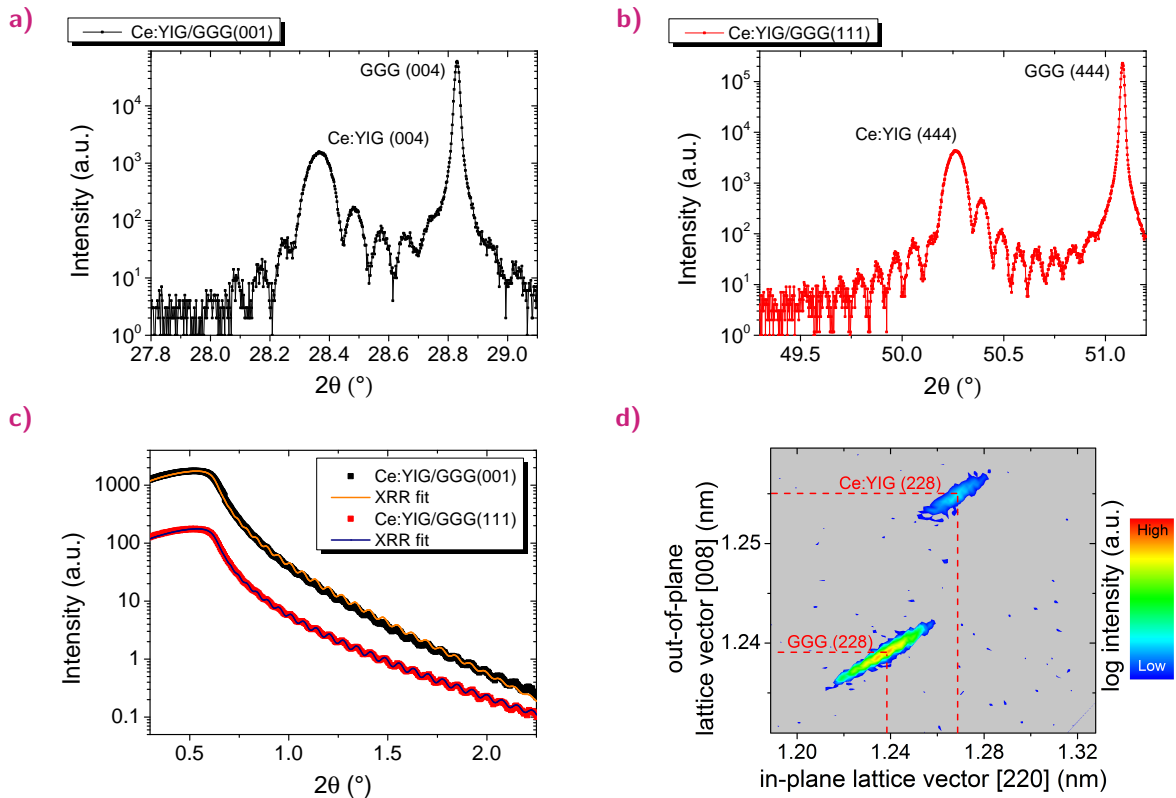 a)
Ce:YIG/GGG(001)
GGG (004)
Ce:YIG (004)
Intensity (a.u.)
10⁴
10³
10²
10¹
10⁰
27.8 28.0 28.2 28.4 28.6 28.8 29.0
2θ (°)
b)
Ce:YIG/GGG(111)
GGG (444)
Ce:YIG (444)
Intensity (a.u.)
10⁵
10⁴
10³
10²
10¹
10⁰
49.5 50.0 50.5 51.0
2θ (°)
c)
Ce:YIG/GGG(001)
XRR fit
Ce:YIG/GGG(111)
XRR fit
Intensity (a.u.)
1000
100
10
1
0.1
0.5 1.0 1.5 2.0
2θ (°)
d)
Ce:YIG (228)
GGG (228)
out-of-plane
lattice vector [008] (nm)
1.25
1.24
1.20 1.24 1.28 1.32
in-plane lattice vector [220] (nm)
log intensity (a.u.)
High
Low